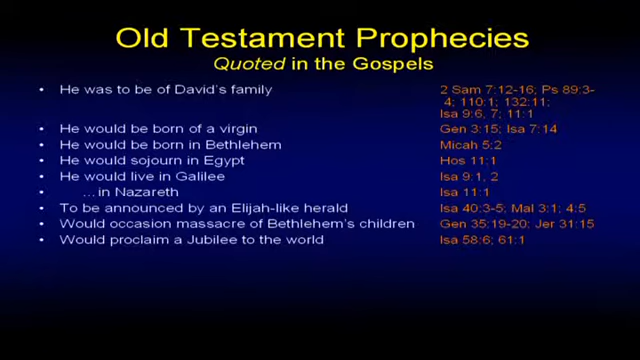 Old Testament Prophecies
Quoted in the Gospels
• He was to be of David's family 2 Sam 7:12-16; Ps 89:3-
4; 110:1; 132:11;
Isa 9:6, 7; 11:1
• He would be born of a virgin Gen 3:15; Isa 7:14
• He would be born in Bethlehem Micah 5:2
• He would sojourn in Egypt Hos 11:1
• He would live in Galilee Isa 9:1, 2
• …in Nazareth Isa 11:1
• To be announced by an Elijah-like herald Isa 40:3-5; Mal 3:1; 4:5
• Would occasion massacre of Bethlehem's children Gen 35:19-20; Jer 31:15
• Would proclaim a Jubilee to the world Isa 58:6; 61:1